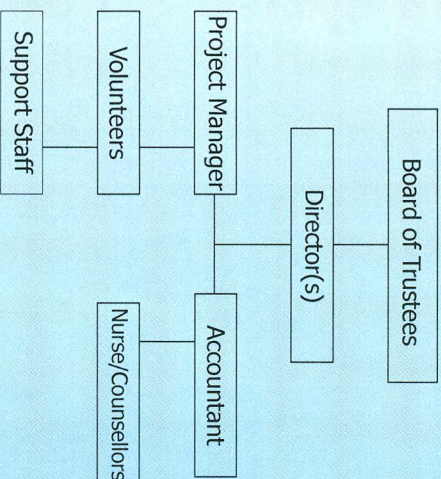 Board of Trustees
Director(s)
Project Manager
Accountant
Volunteers
Nurse/Counsellors
Support Staff